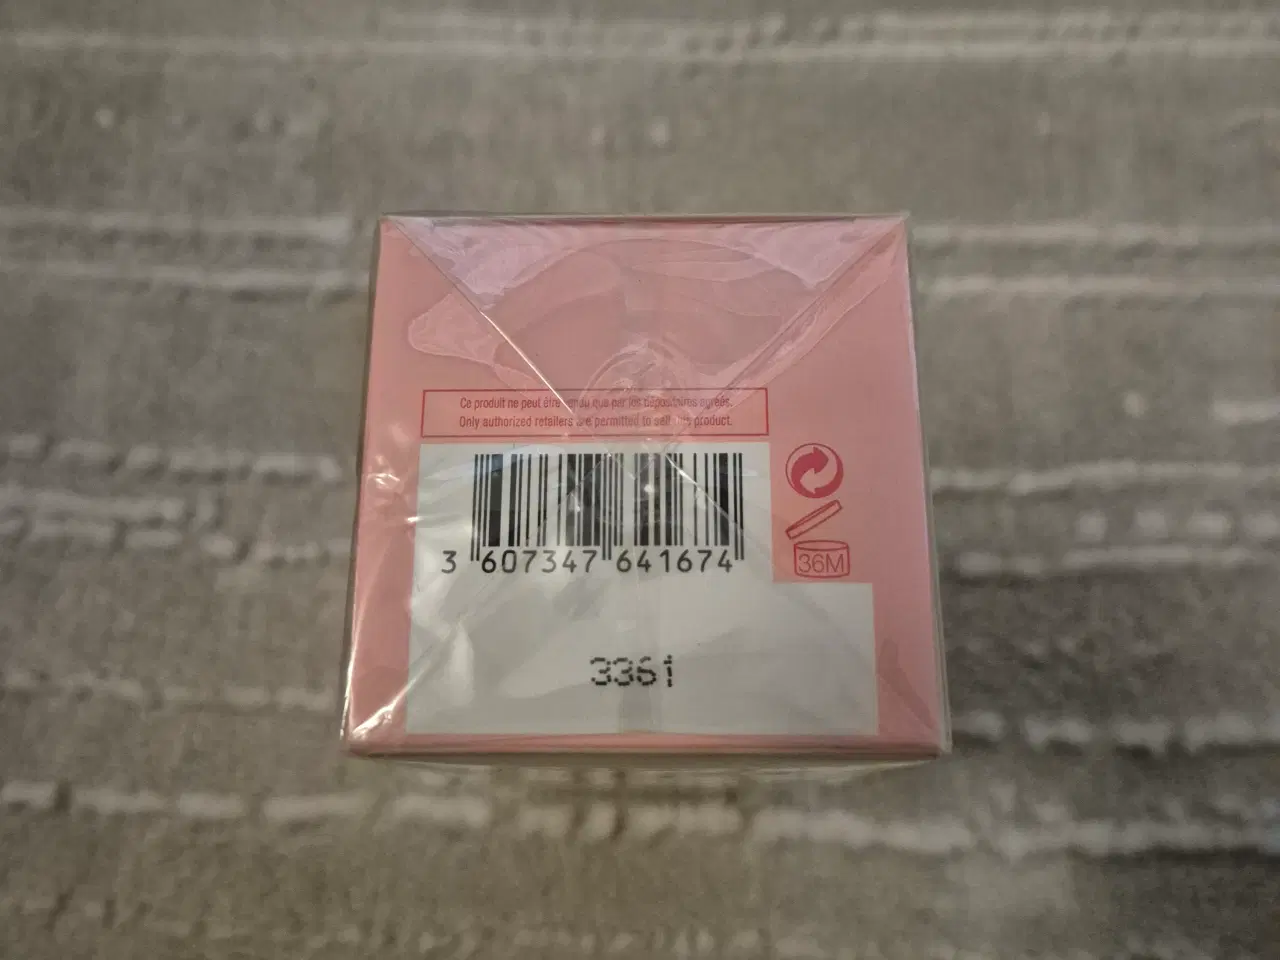 Ce produit ne peut être vendu que par les dépositaires agréés.
Only authorized retailers are permitted to sell this product.
3 607347 641674
36M
3361